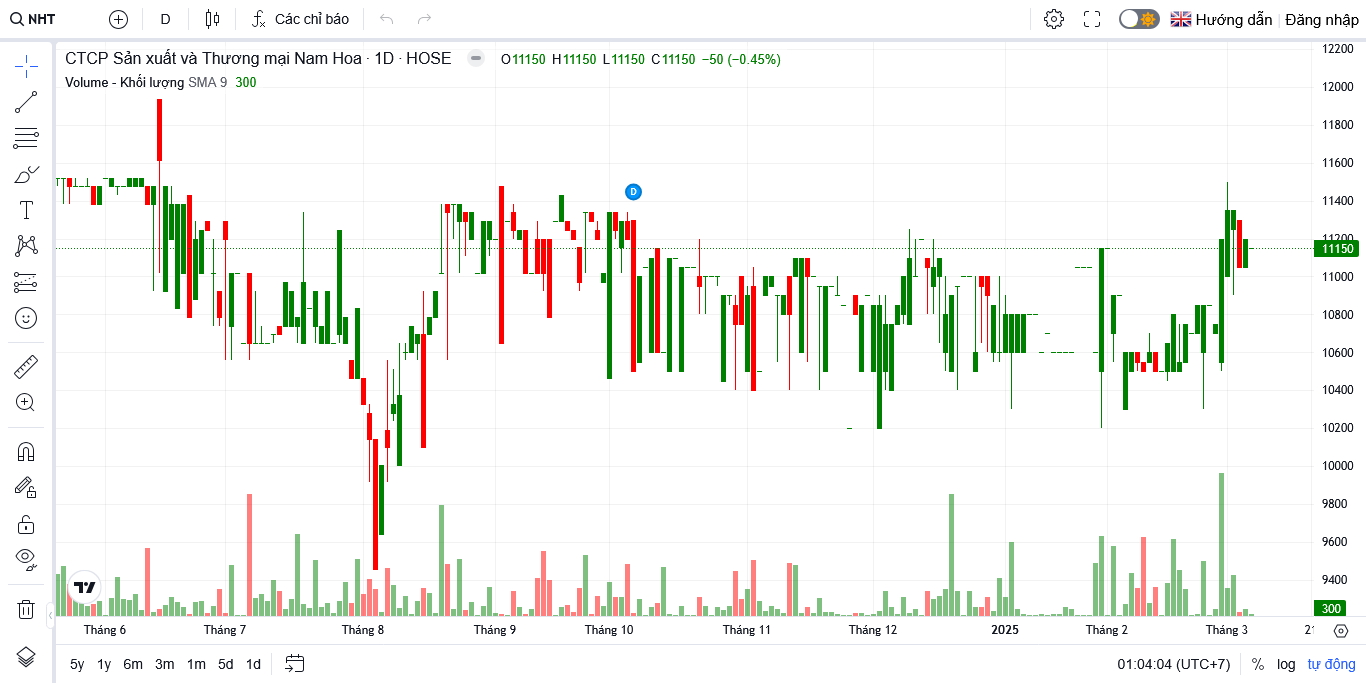 NHT
D
Các chỉ báo
Hướng dẫn
Đăng nhập
CTCP Sản xuất và Thương mại Nam Hoa · 1D · HOSE
O11150 H11150 L11150 C11150 −50 (−0.45%)
Volume - Khối lượng SMA 9 300
D
12200
12000
11800
11600
11400
11200
11150
11000
10800
10600
10400
10200
10000
9800
9600
9400
300
Tháng 6 Tháng 7 Tháng 8 Tháng 9 Tháng 10 Tháng 11 Tháng 12 2025 Tháng 2 Tháng 3
5y 1y 6m 3m 1m 5d 1d
01:04:04 (UTC+7) % log tự động